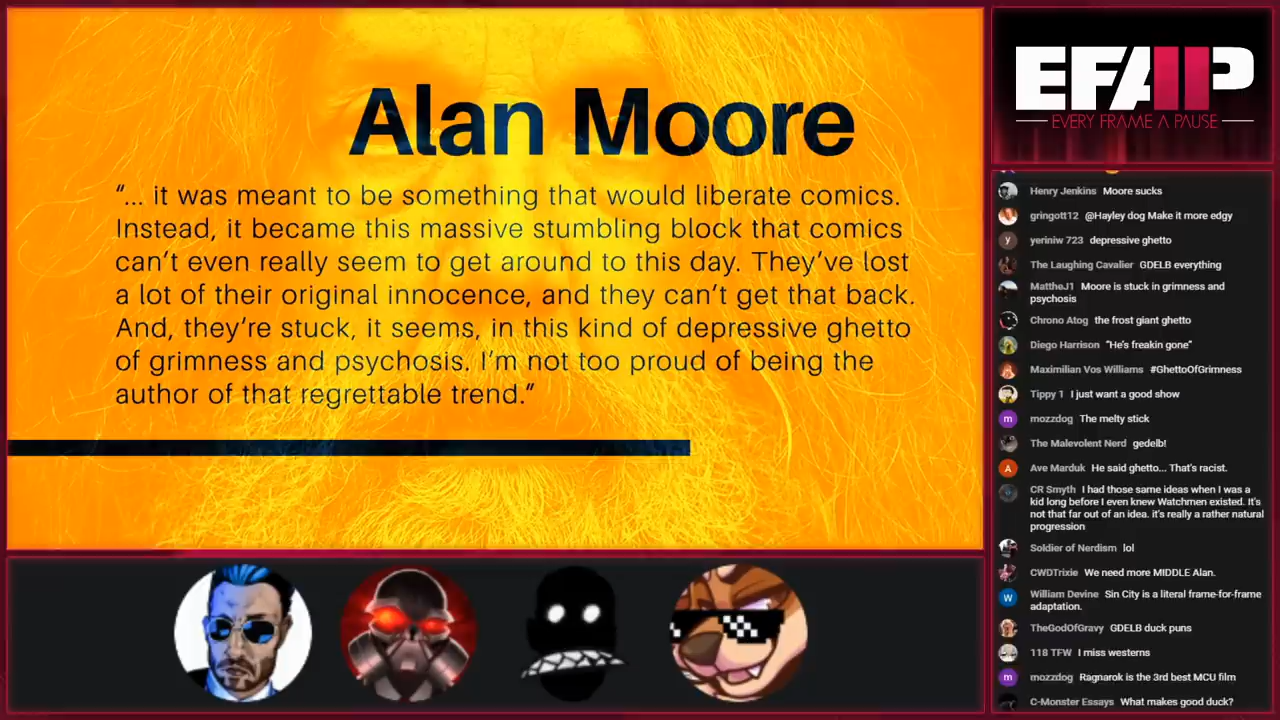 Alan Moore
“... it was meant to be something that would liberate comics.
Instead, it became this massive stumbling block that comics
can’t even really seem to get around to this day. They’ve lost
a lot of their original innocence, and they can’t get that back.
And, they’re stuck, it seems, in this kind of depressive ghetto
of grimness and psychosis. I’m not too proud of being the
author of that regrettable trend.”
EFAP
EVERY FRAME A PAUSE
Henry Jenkins Moore sucks
gringott12 @Hayley dog Make it more edgy
yeriniw 723 depressive ghetto
The Laughing Cavalier GDELB everything
MattheJ1 Moore is stuck in grimness and
psychosis
Chrono Atog the frost giant ghetto
Diego Harrison “He’s freakin gone”
Maximilian Vos Williams #GhettoOfGrimness
Tippy 1 I just want a good show
m
mozzdog The melty stick
The Malevolent Nerd gedelb!
A
Ave Marduk He said ghetto... That’s racist.
CR Smyth I had those same ideas when I was a
kid long before I even knew Watchmen existed. It’s
not that far out of an idea. it’s really a rather natural
progression
Soldier of Nerdism lol
CWDTrixie We need more MIDDLE Alan.
W
William Devine Sin City is a literal frame-for-frame
adaptation.
TheGodOfGravy GDELB duck puns
118 TFW I miss westerns
m
mozzdog Ragnarok is the 3rd best MCU film
C-Monster Essays What makes good duck?